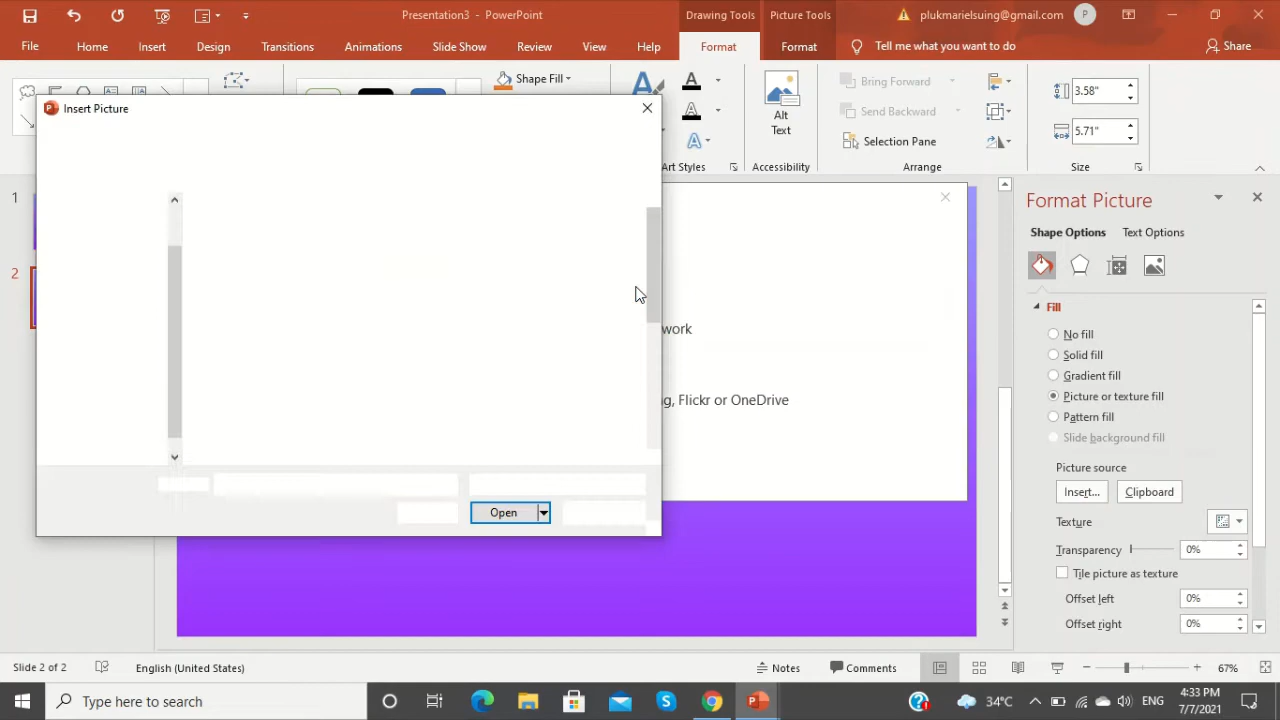 Presentation3 - PowerPoint
Drawing Tools
Picture Tools
plukmarielsuing@gmail.com
P
File
Home
Insert
Design
Transitions
Animations
Slide Show
Review
View
Help
Format
Format
Tell me what you want to do
Share
Shape Fill
Alt
Text
Bring Forward
Send Backward
Selection Pane
3.58"
5.71"
Art Styles
Accessibility
Arrange
Size
Insert Picture
Open
work
g, Flickr or OneDrive
1
2
Format Picture
Shape Options
Text Options
Fill
No fill
Solid fill
Gradient fill
Picture or texture fill
Pattern fill
Slide background fill
Picture source
Insert...
Clipboard
Texture
Transparency
0%
Tile picture as texture
Offset left
0%
Offset right
0%
Slide 2 of 2
English (United States)
Notes
Comments
67%
Type here to search
34°C
ENG
4:33 PM
7/7/2021